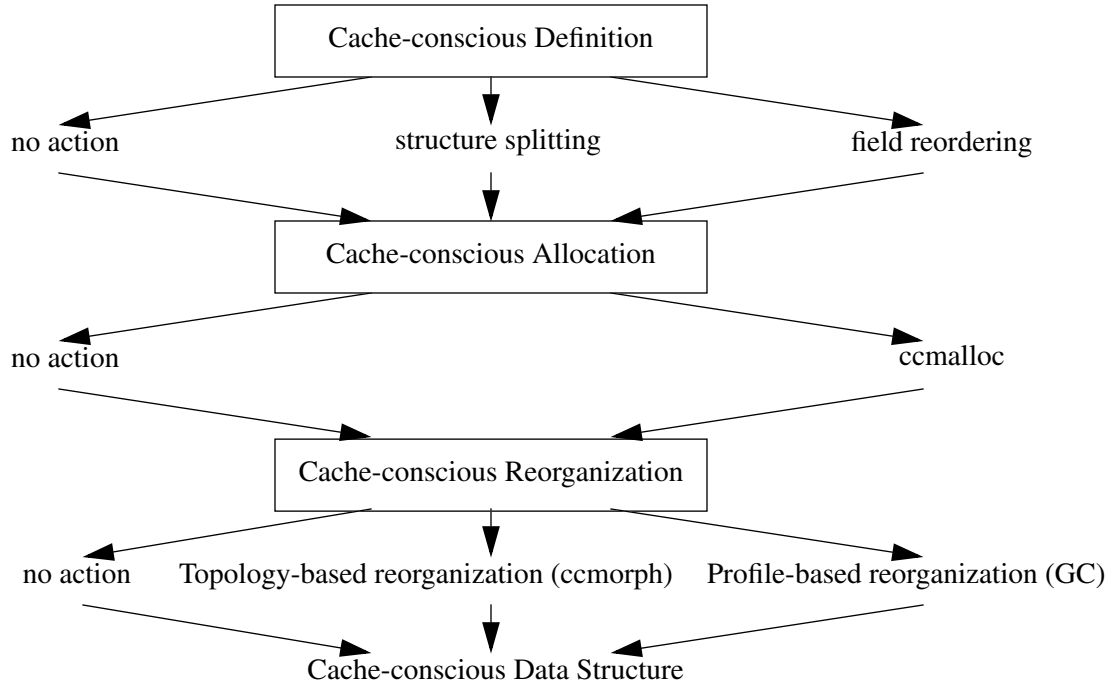 Cache-conscious Definition
no action
structure splitting
field reordering
Cache-conscious Allocation
no action
ccmalloc
Cache-conscious Reorganization
no action
Topology-based reorganization (ccmorph)
Profile-based reorganization (GC)
Cache-conscious Data Structure